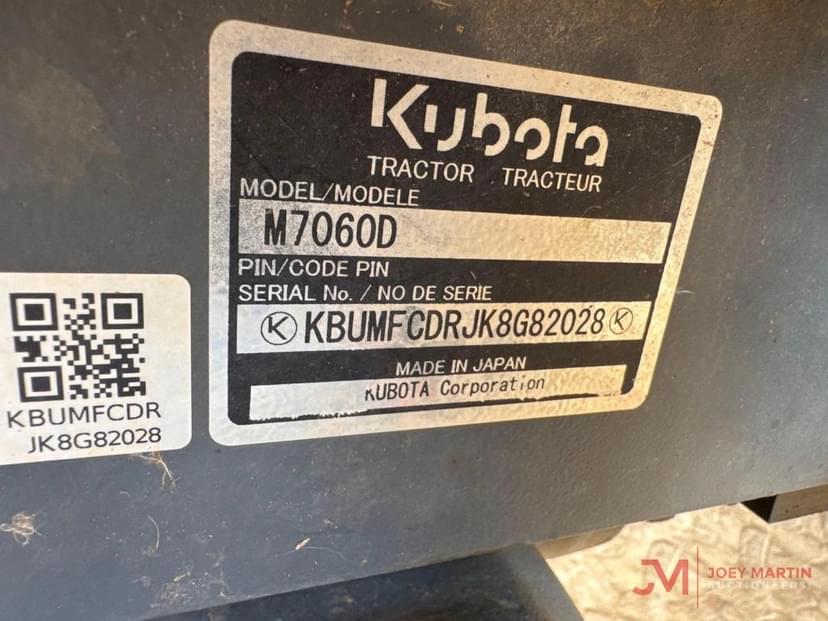 Kubota
TRACTOR TRACTEUR
MODEL/MODELE
M7060D
PIN/CODE PIN
SERIAL No. / NO DE SERIE
KBUMFCDRJK8G82028
MADE IN JAPAN
KUBOTA Corporation
KBUMFCDR
JK8G82028
JM JOEY MARTIN
AUCTIONEERS